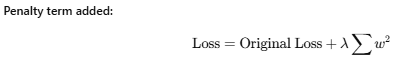 Penalty term added:
Loss = Original Loss + λ∑w²